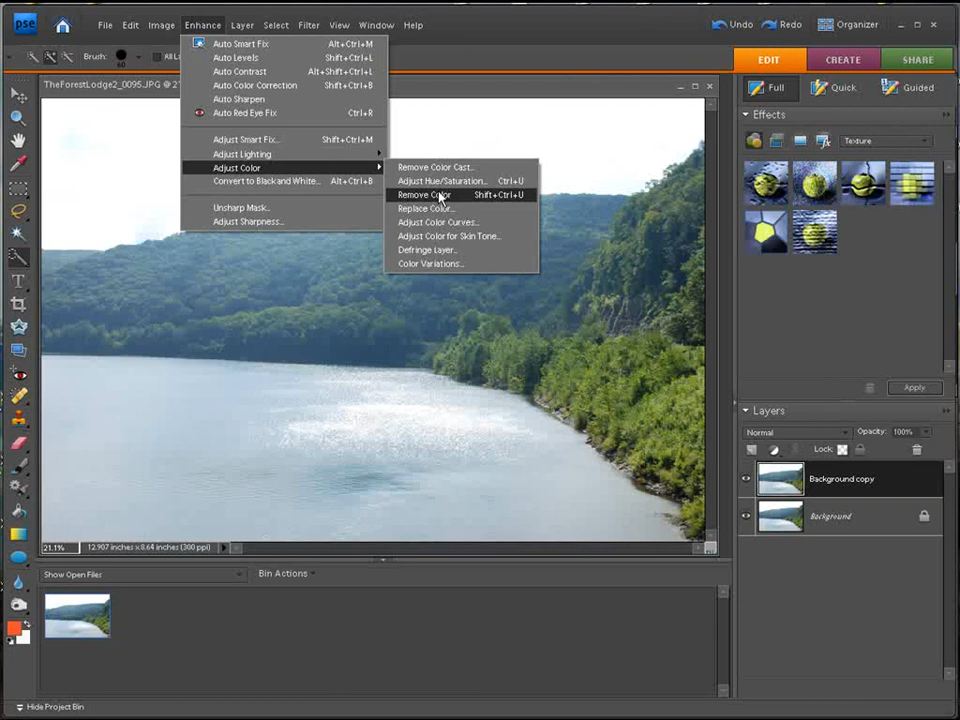 pse
File Edit Image Enhance Layer Select Filter View Window Help
Undo Redo Organizer
Brush:
60
EDIT CREATE SHARE
TheForestLodge2_0095.JPG @ 2
Auto Smart Fix Alt+Ctrl+M
Auto Levels Shift+Ctrl+L
Auto Contrast Alt+Shift+Ctrl+L
Auto Color Correction Shift+Ctrl+B
Auto Sharpen
Auto Red Eye Fix Ctrl+R
Adjust Smart Fix... Shift+Ctrl+M
Adjust Lighting
Adjust Color
Convert to Black and White... Alt+Ctrl+B
Unsharp Mask...
Adjust Sharpness...
Remove Color Cast...
Adjust Hue/Saturation... Ctrl+U
Remove Color Shift+Ctrl+U
Replace Color...
Adjust Color Curves...
Adjust Color for Skin Tone...
Defringe Layer...
Color Variations...
Full Quick Guided
Effects
Texture
Apply
Layers
Normal Opacity: 100%
Lock:
Background copy
Background
21.1% 12.907 inches x 8.64 inches (300 ppi)
Show Open Files Bin Actions
Hide Project Bin